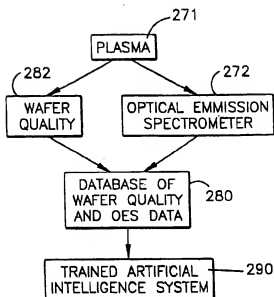 271
PLASMA
282
272
WAFER
QUALITY
OPTICAL EMMISSION
SPECTROMETER
DATABASE OF
WAFER QUALITY
AND OES DATA
280
290
TRAINED ARTIFICIAL
INTELLIGENCE SYSTEM